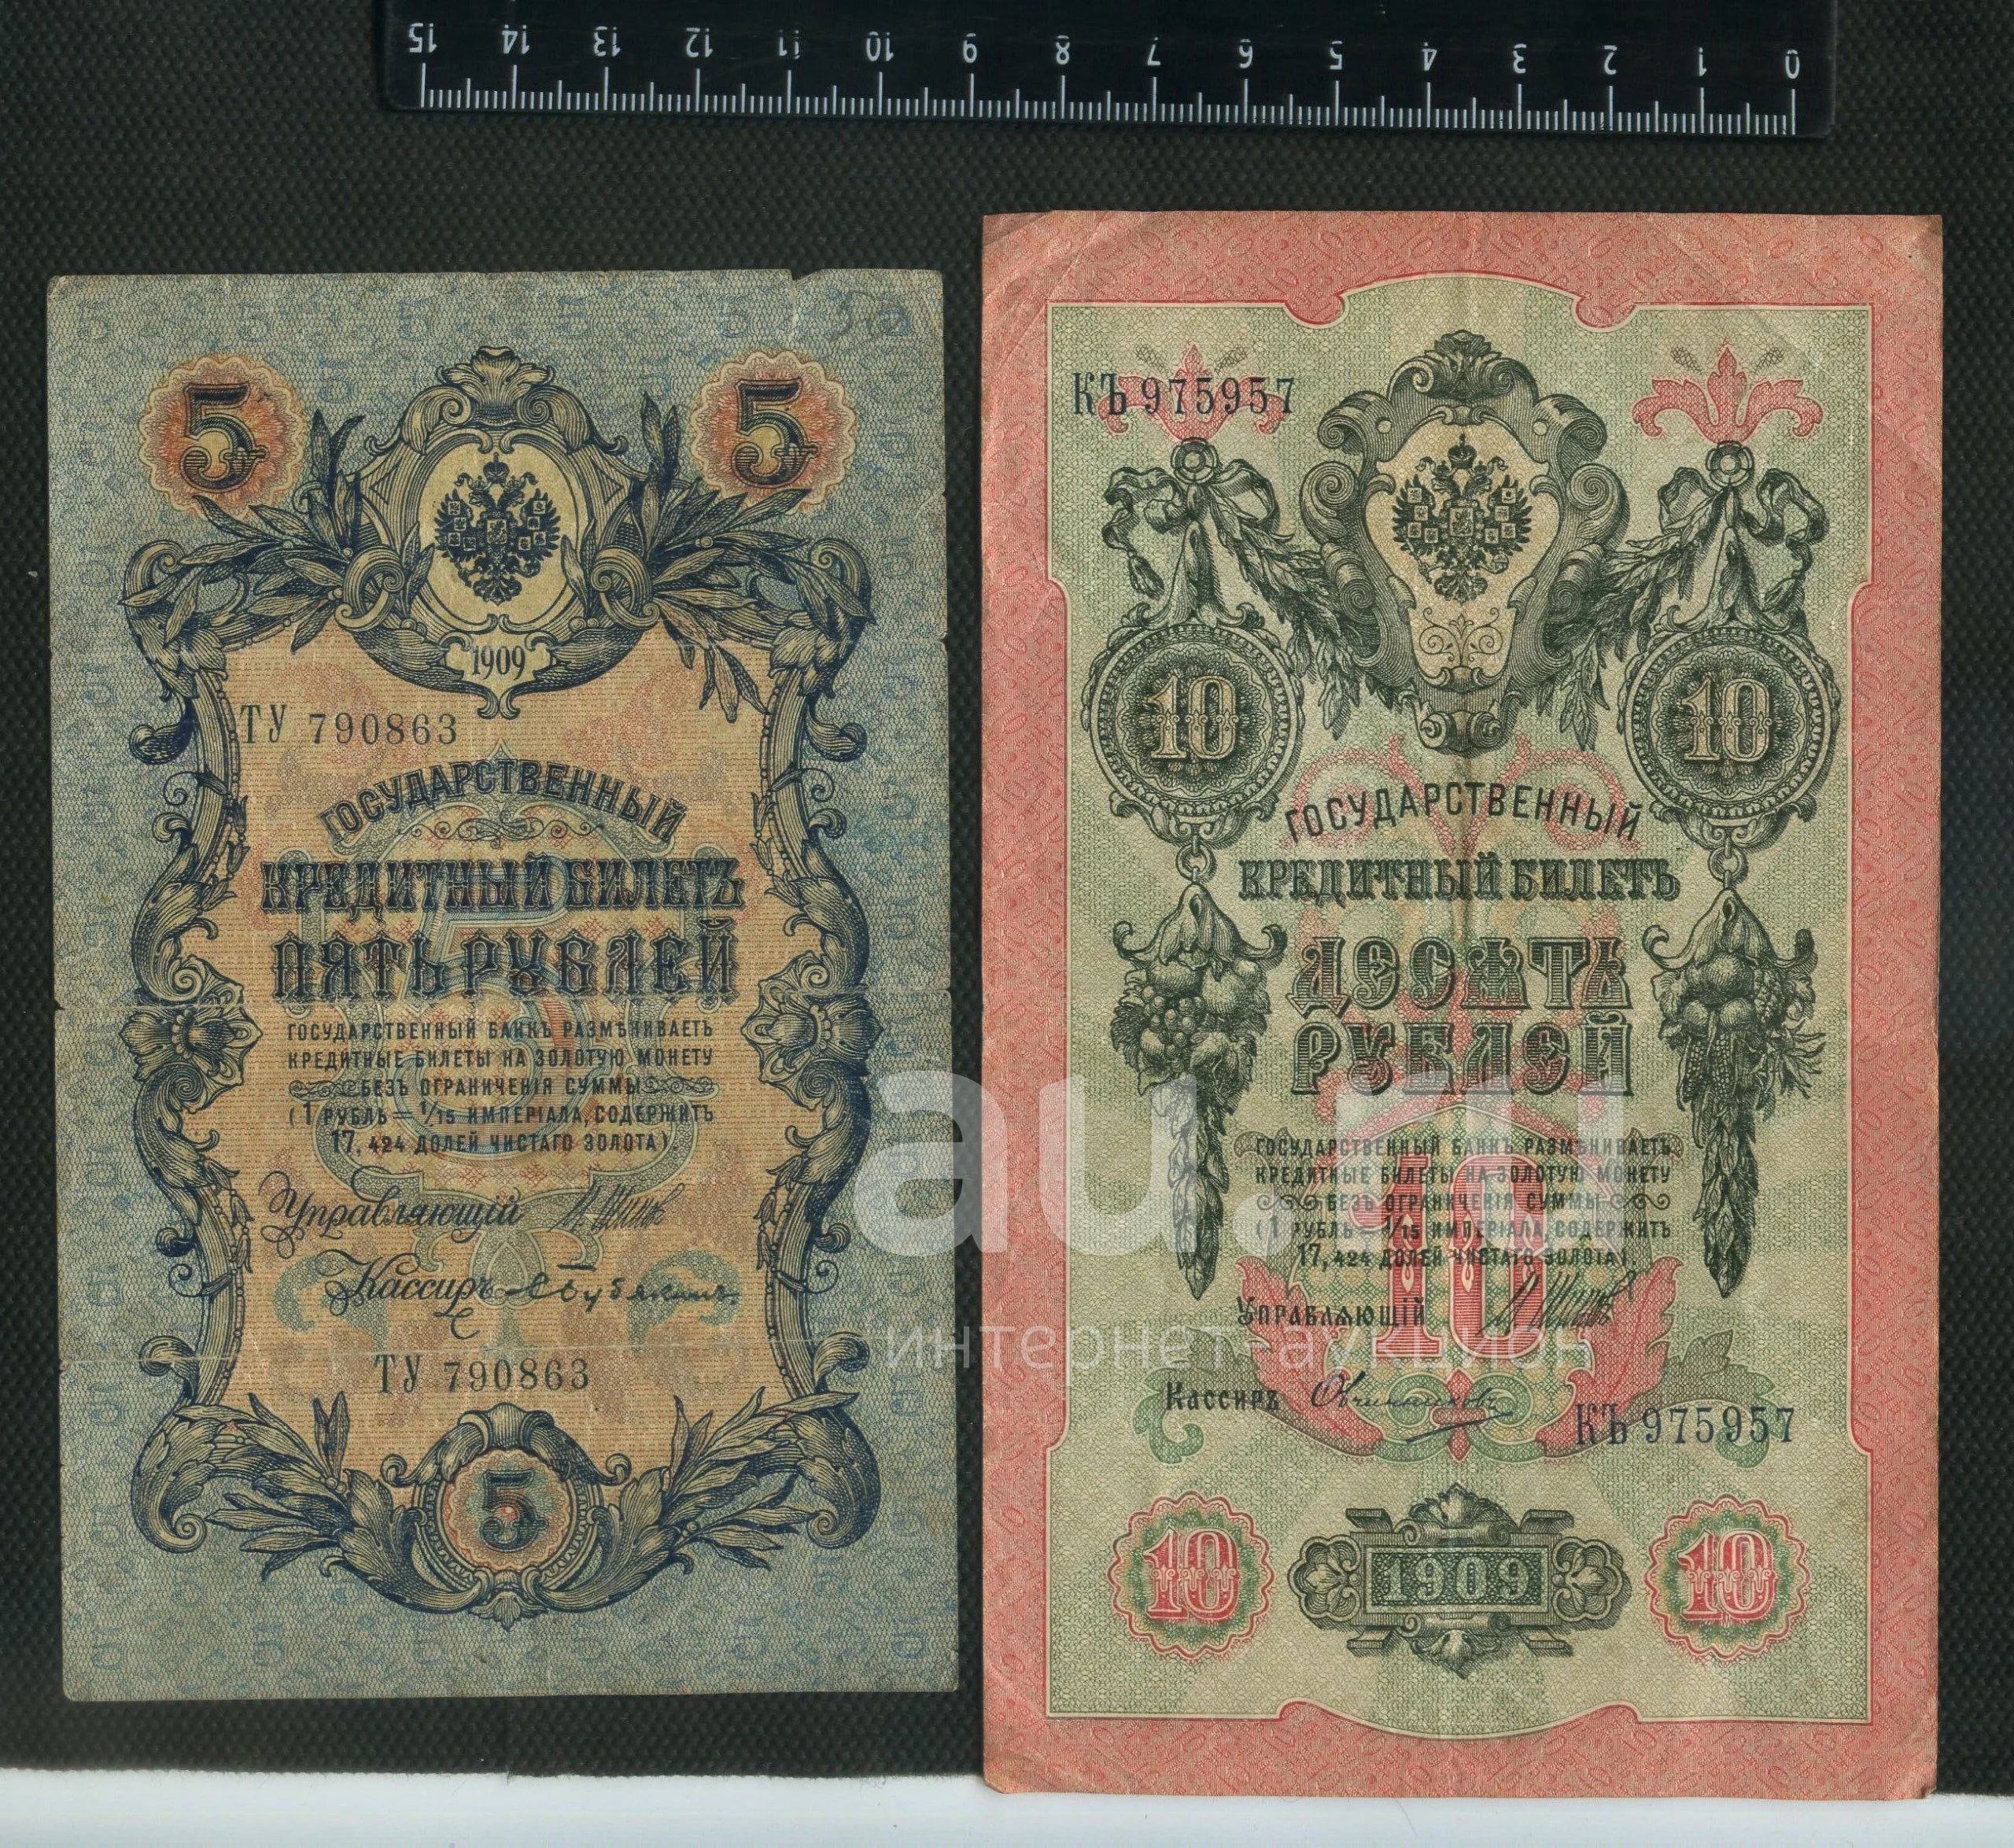 15 14 13 12 11 10 9 8 7 6 5 4 3 2 1 0
5 5
1909
ТУ 790863
ГОСУДАРСТВЕННЫЙ
КРЕДИТНЫЙ БИЛЕТЪ
ПЯТЬ РУБЛЕЙ
ГОСУДАРСТВЕННЫЙ БАНКЪ РАЗМѢНИВАЕТЪ
КРЕДИТНЫЕ БИЛЕТЫ НА ЗОЛОТУЮ МОНЕТУ
БЕЗЪ ОГРАНИЧЕНІЯ СУММЫ
(1 РУБЛЬ = 1/15 ИМПЕРІАЛА, СОДЕРЖИТЪ
17,424 ДОЛЕЙ ЧИСТАГО ЗОЛОТА)
Управляющій
Кассиръ
ТУ 790863
5
КЪ 975957
10 10
ГОСУДАРСТВЕННЫЙ
КРЕДИТНЫЙ БИЛЕТЪ
ДЕСЯТЬ
РУБЛЕЙ
ГОСУДАРСТВЕННЫЙ БАНКЪ РАЗМѢНИВАЕТЪ
КРЕДИТНЫЕ БИЛЕТЫ НА ЗОЛОТУЮ МОНЕТУ
БЕЗЪ ОГРАНИЧЕНІЯ СУММЫ
(1 РУБЛЬ = 1/15 ИМПЕРІАЛА, СОДЕРЖИТЪ
17,424 ДОЛЕЙ ЧИСТАГО ЗОЛОТА).
10
УПРАВЛЯЮЩІЙ
Кассиръ Овчинниковъ
КЪ 975957
10 1909 10
au.ru
интернет-аукцион